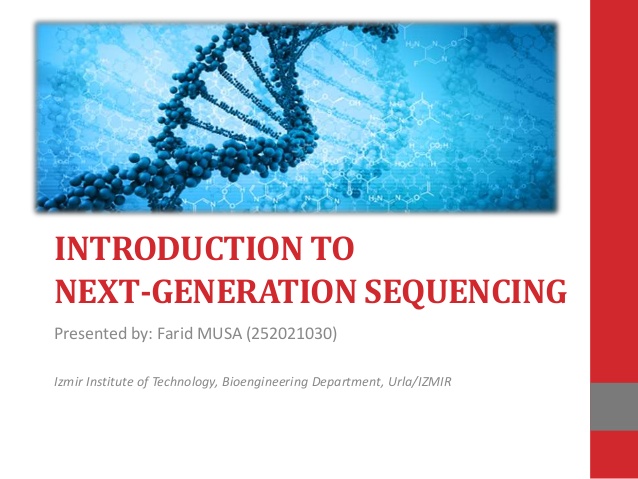 INTRODUCTION TO
NEXT-GENERATION SEQUENCING
Presented by: Farid MUSA (252021030)
Izmir Institute of Technology, Bioengineering Department, Urla/IZMIR